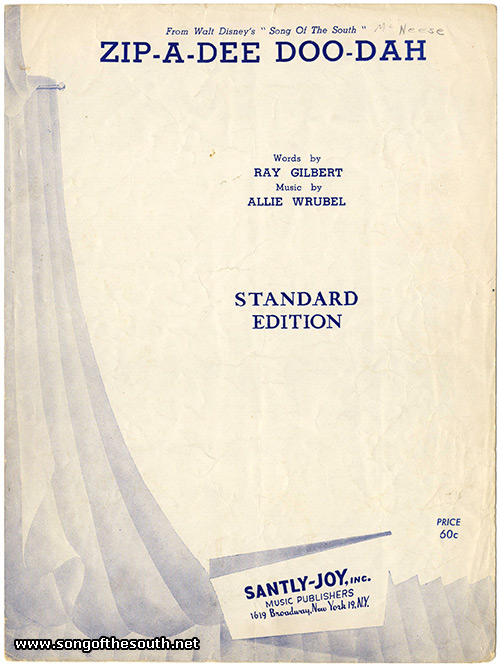 From Walt Disney's "Song Of The South" McNeese
ZIP-A-DEE DOO-DAH
Words by
RAY GILBERT
Music by
ALLIE WRUBEL
STANDARD
EDITION
PRICE
60c
SANTLY-JOY, INC.
MUSIC PUBLISHERS
1619 Broadway, New York 19, N.Y.
www.songofthesouth.net